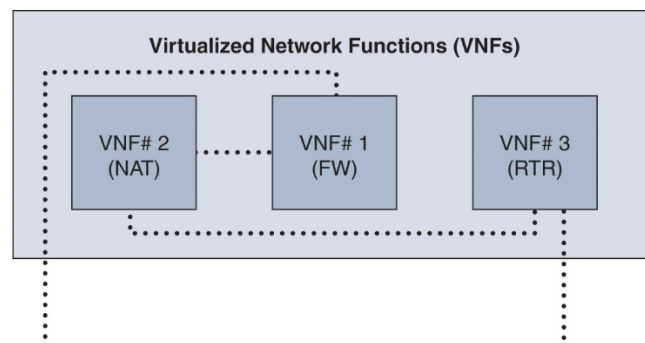 Virtualized Network Functions (VNFs)
VNF# 2
(NAT)
VNF# 1
(FW)
VNF# 3
(RTR)